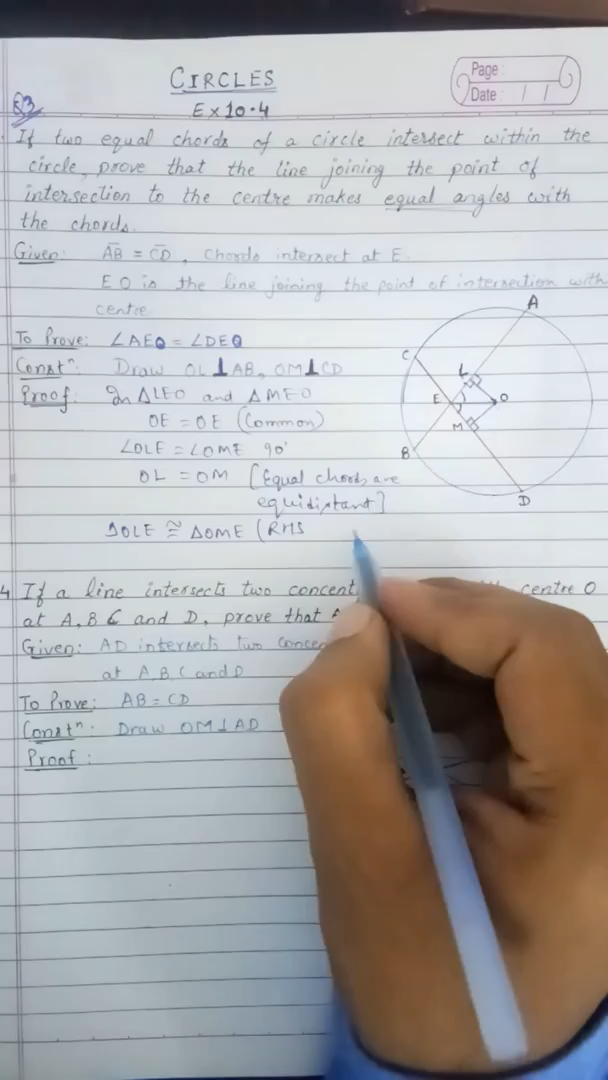 CIRCLES
Page :
Date : / /
Q3
Ex 10.4
If two equal chords of a circle intersect within the
circle, prove that the line joining the point of
intersection to the centre makes equal angles with
the chords.
Given: AB = CD, Chords intersect at E.
EO is the line joining the point of intersection with
centre
To Prove: ∠AEO = ∠DEO
Constⁿ: Draw OL⊥AB, OM⊥CD
Proof: In ΔLEO and ΔMEO
OE = OE (Common)
∠OLE = ∠OME 90°
OL = OM [Equal chords are
equidistant]
ΔOLE ≅ ΔOME (RHS
A
C
L
E
O
M
B
D
4 If a line intersects two concent centre O
at A, B C and D, prove that A
Given: AD intersects two conce
at A, B, C and D
To Prove: AB = CD
Constⁿ: Draw OM⊥AD
Proof :